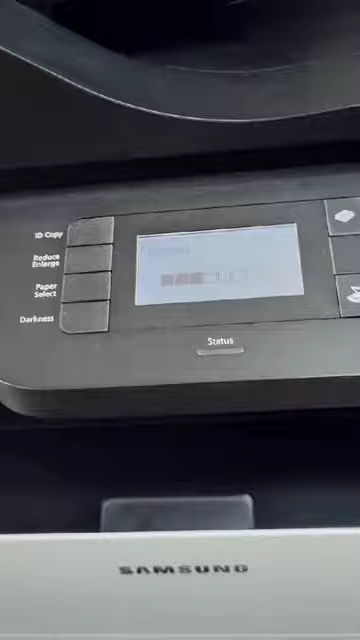 ID Copy
Reduce
Enlarge
Paper
Select
Darkness
Status
SAMSUNG